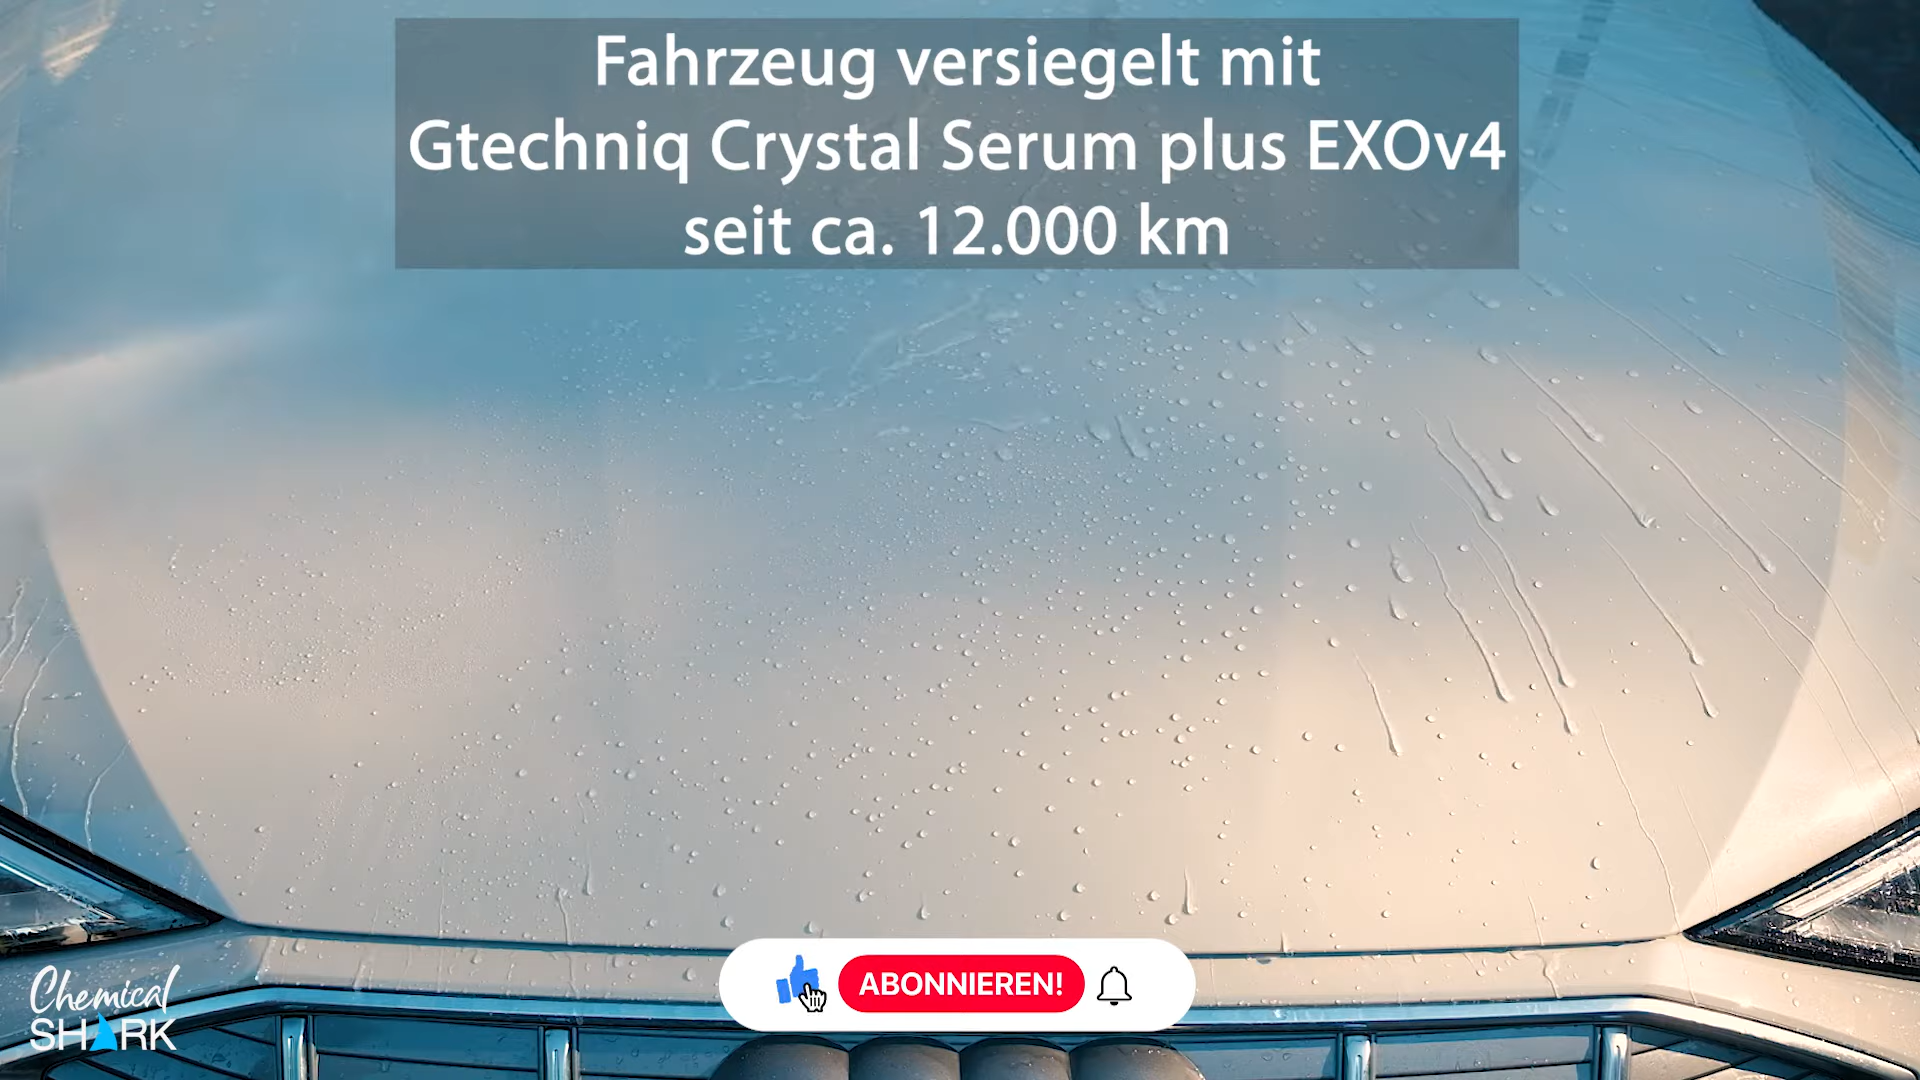 Fahrzeug versiegelt mit
Gtechniq Crystal Serum plus EXOv4
seit ca. 12.000 km
ABONNIEREN!
Chemical
SHARK